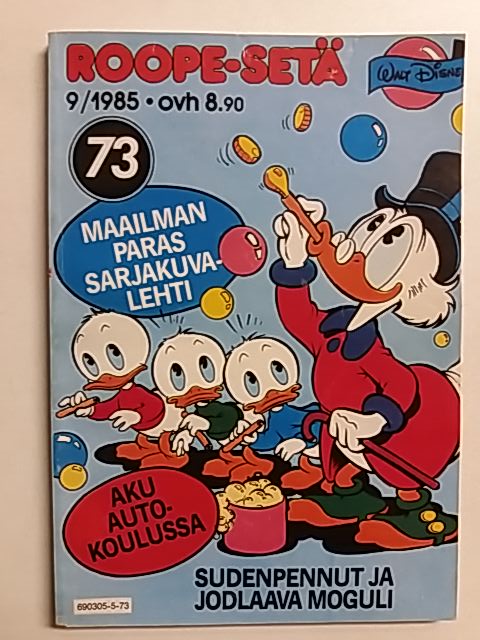 ROOPE-SETÄ
WALT DISNEY
9/1985 • ovh 8.90
73
MAAILMAN
PARAS
SARJAKUVA-
LEHTI
AKU
AUTO-
KOULUSSA
SUDENPENNUT JA
JODLAAVA MOGULI
690305-5-73